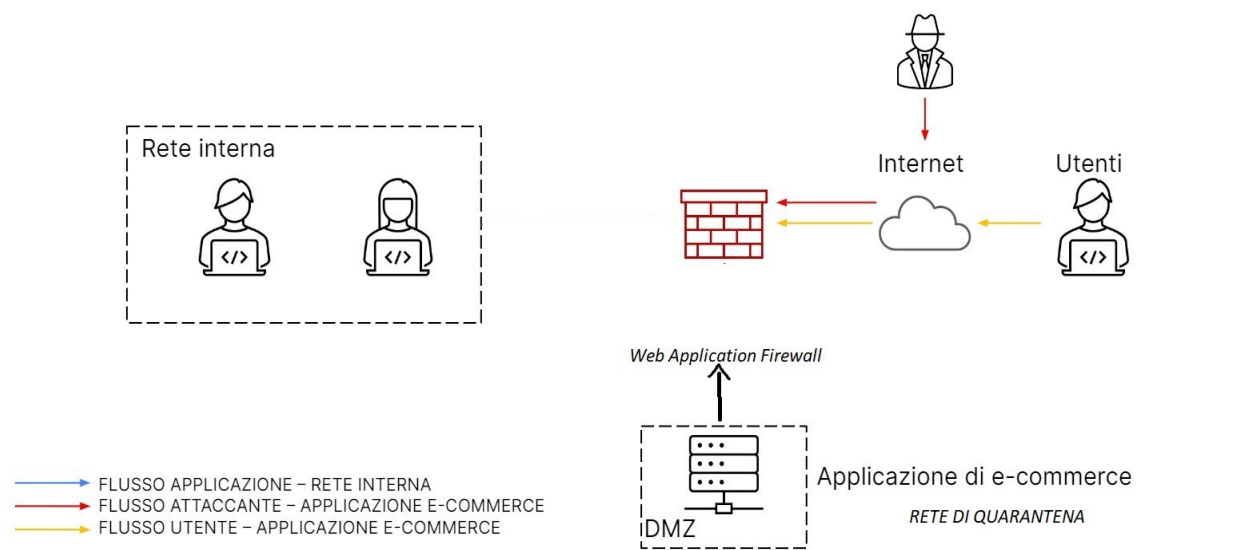 Rete interna
</>
</>
Internet
Utenti
</>
Web Application Firewall
Applicazione di e-commerce
RETE DI QUARANTENA
DMZ
FLUSSO APPLICAZIONE – RETE INTERNA
FLUSSO ATTACCANTE – APPLICAZIONE E-COMMERCE
FLUSSO UTENTE – APPLICAZIONE E-COMMERCE